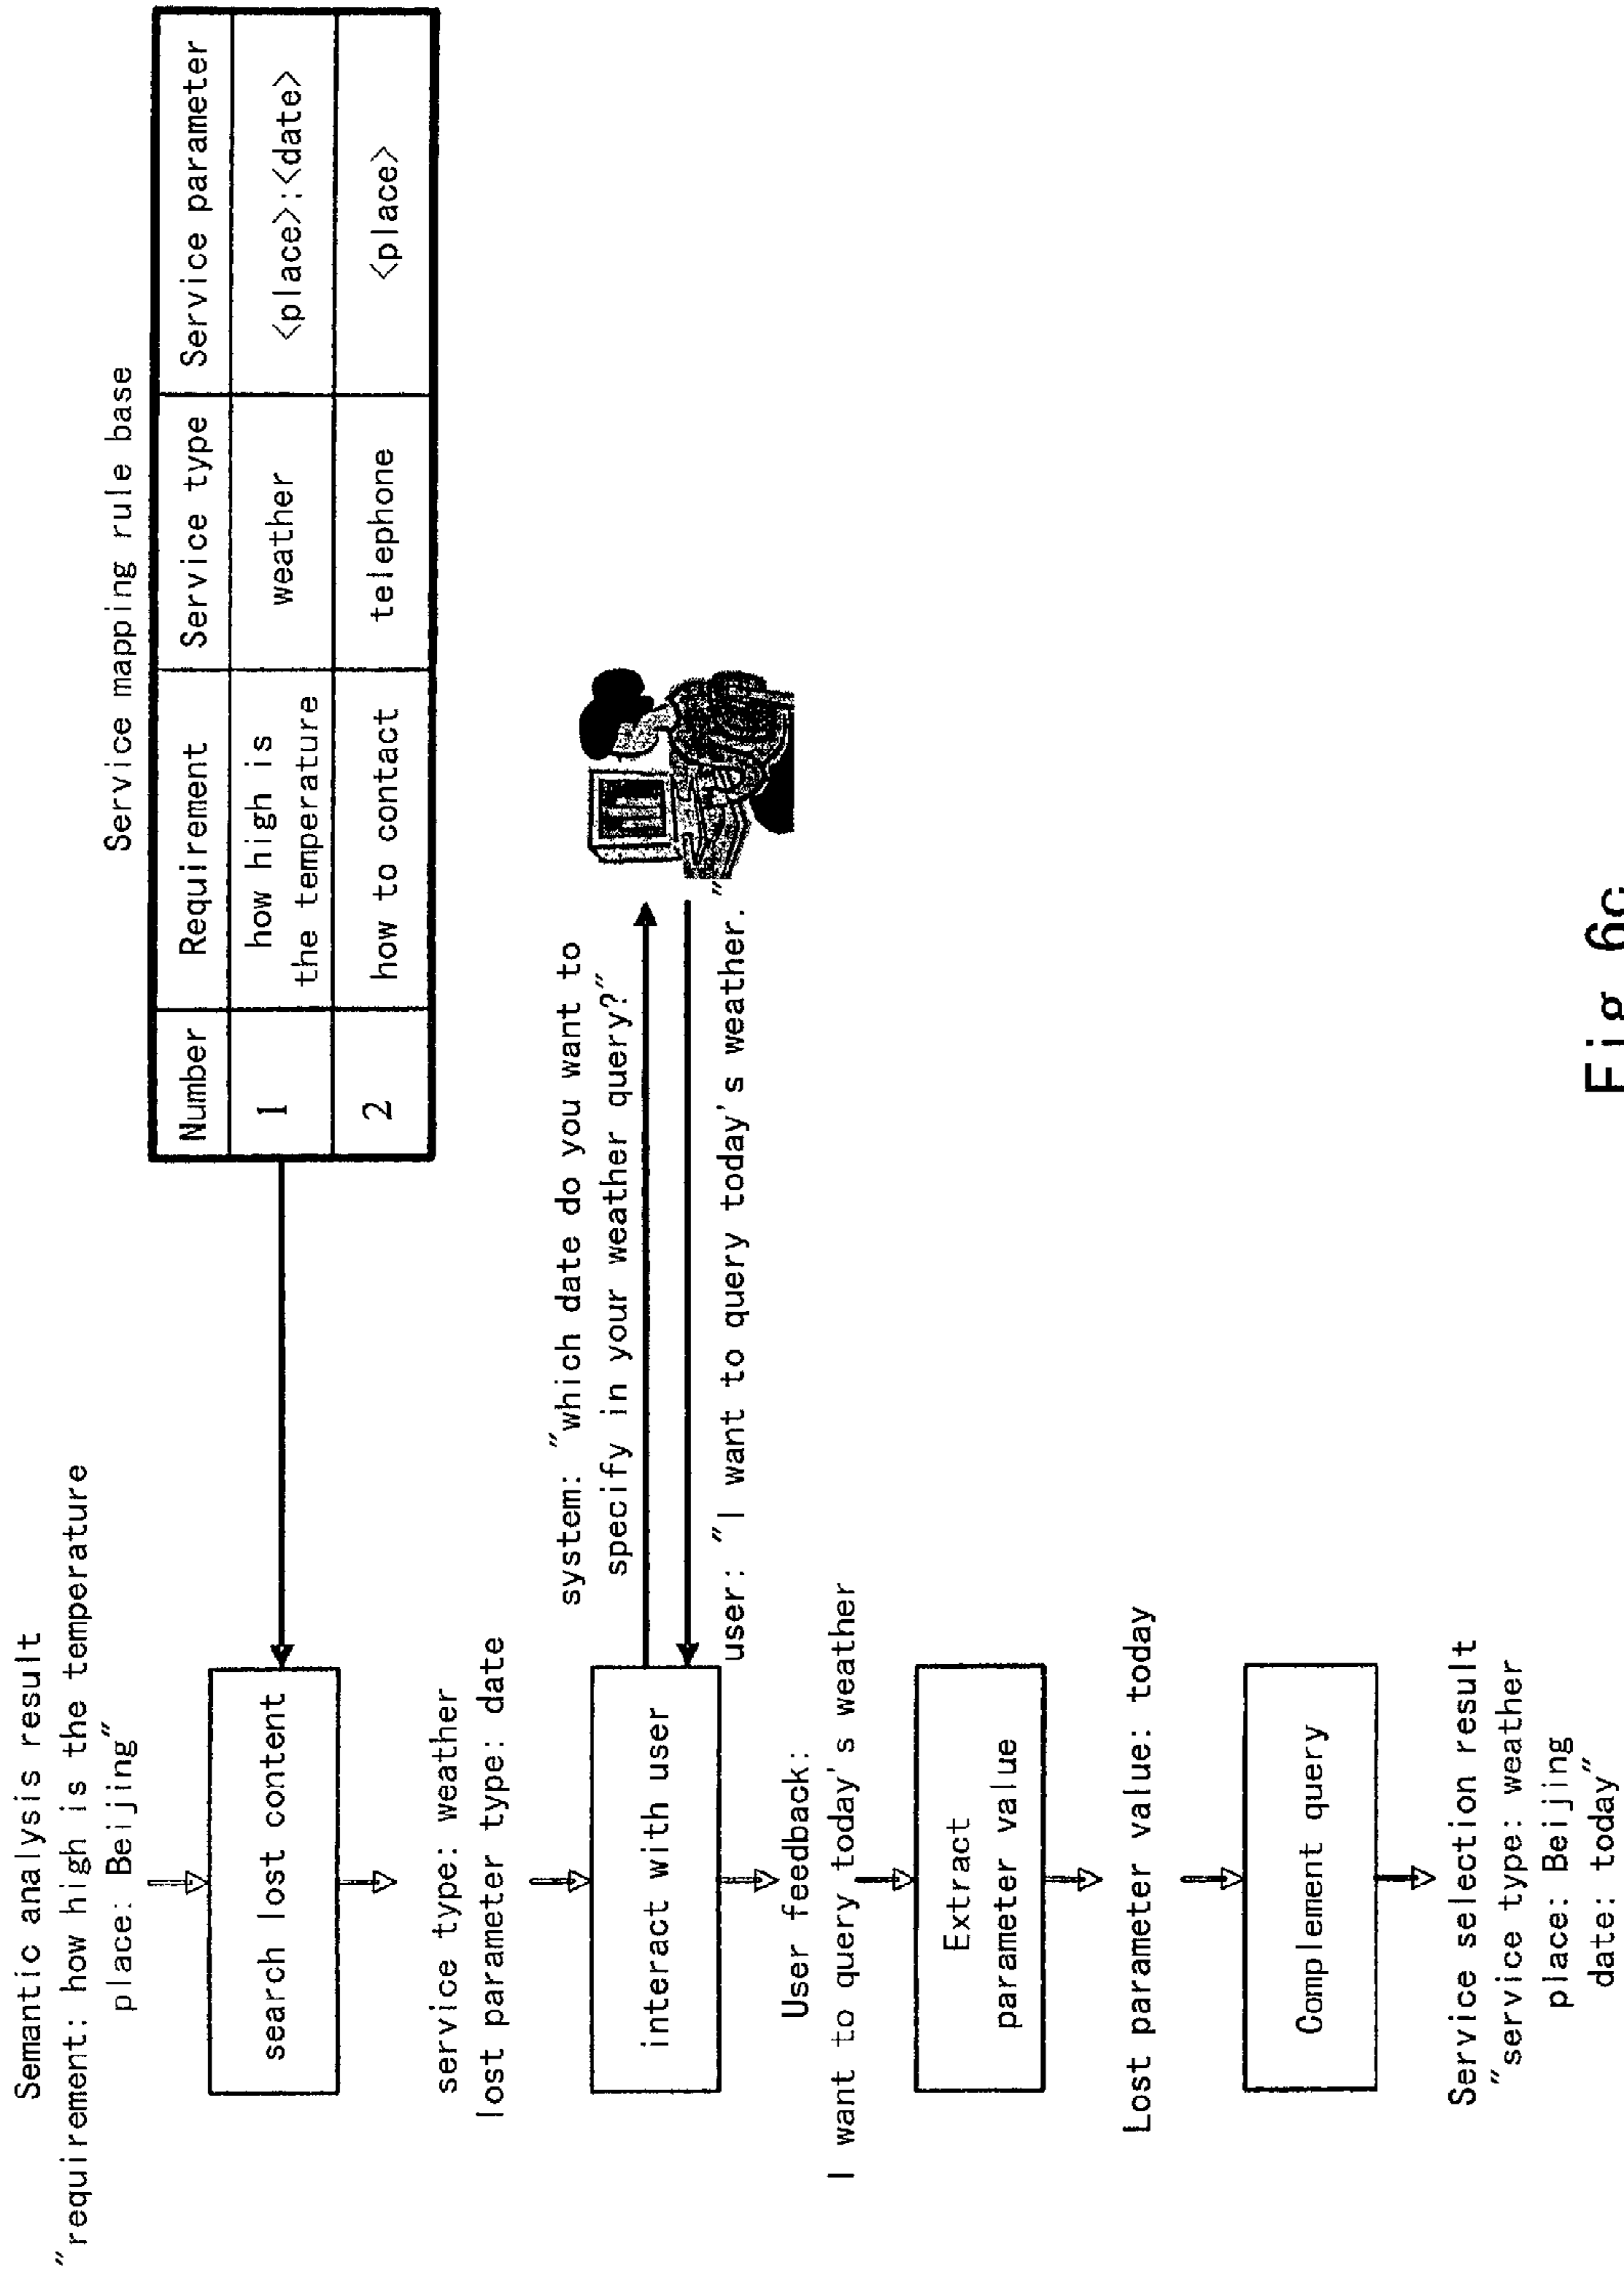 Semantic analysis result
"requirement: how high is the temperature
place: Beijing"
Service mapping rule base
Number Requirement Service type Service parameter
1 how high is
the temperature weather <place>:<date>
2 how to contact telephone <place>
search lost content
service type: weather
lost parameter type: date
system: "which date do you want to
specify in your weather query?"
interact with user
user: "I want to query today's weather."
User feedback:
I want to query today's weather
Extract
parameter value
Lost parameter value: today
Complement query
Service selection result
"service type: weather
place: Beijing
date: today"
Fig 6c